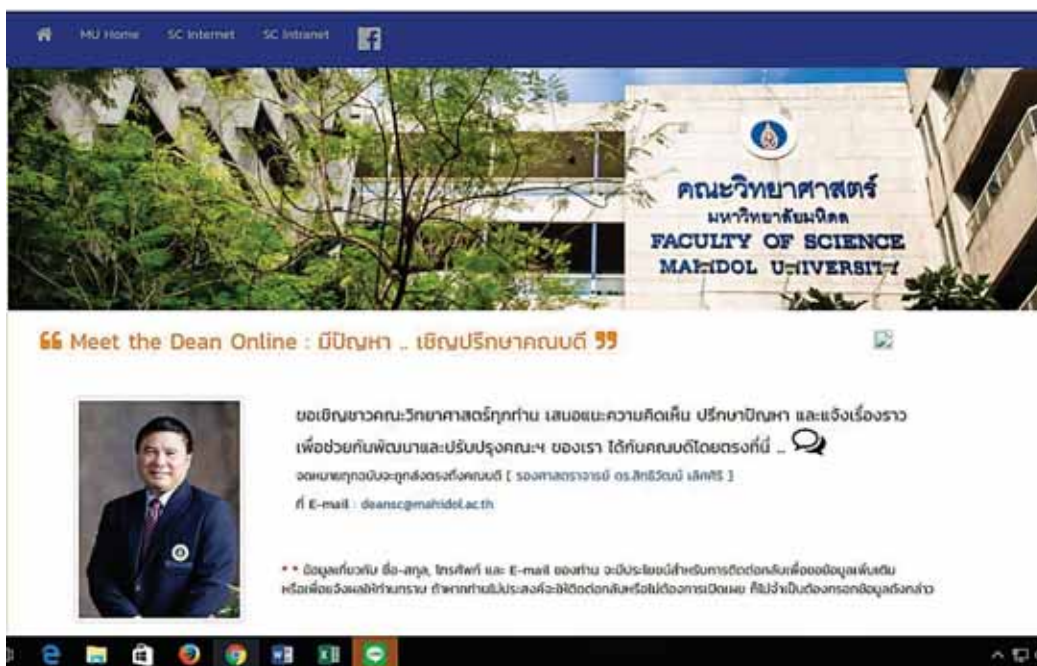 MU Home SC Internet SC Intranet
คณะวิทยาศาสตร์
มหาวิทยาลัยมหิดล
FACULTY OF SCIENCE
MAHIDOL UNIVERSITY
Meet the Dean Online : มีปัญหา .. เชิญปรึกษาคณบดี
ขอเชิญชาวคณะวิทยาศาสตร์ทุกท่าน เสนอแนะความคิดเห็น ปรึกษาปัญหา และแจ้งเรื่องราว
เพื่อช่วยกันพัฒนาและปรับปรุงคณะฯ ของเรา ได้กับคณบดีโดยตรงที่นี่ ..
จดหมายทุกฉบับจะถูกส่งตรงถึงคณบดี [ รองศาสตราจารย์ ดร.สิทธิวัฒน์ เลิศศิริ ]
ที่ E-mail : deansc@mahidol.ac.th
* * ข้อมูลเกี่ยวกับ ชื่อ-สกุล, โทรศัพท์ และ E-mail ของท่าน จะมีประโยชน์สำหรับการติดต่อกลับเพื่อขอข้อมูลเพิ่มเติม
หรือเพื่อแจ้งผลให้ท่านทราบ ถ้าหากท่านไม่ประสงค์จะให้ติดต่อกลับหรือไม่ต้องการเปิดเผย ก็ไม่จำเป็นต้องกรอกข้อมูลดังกล่าว